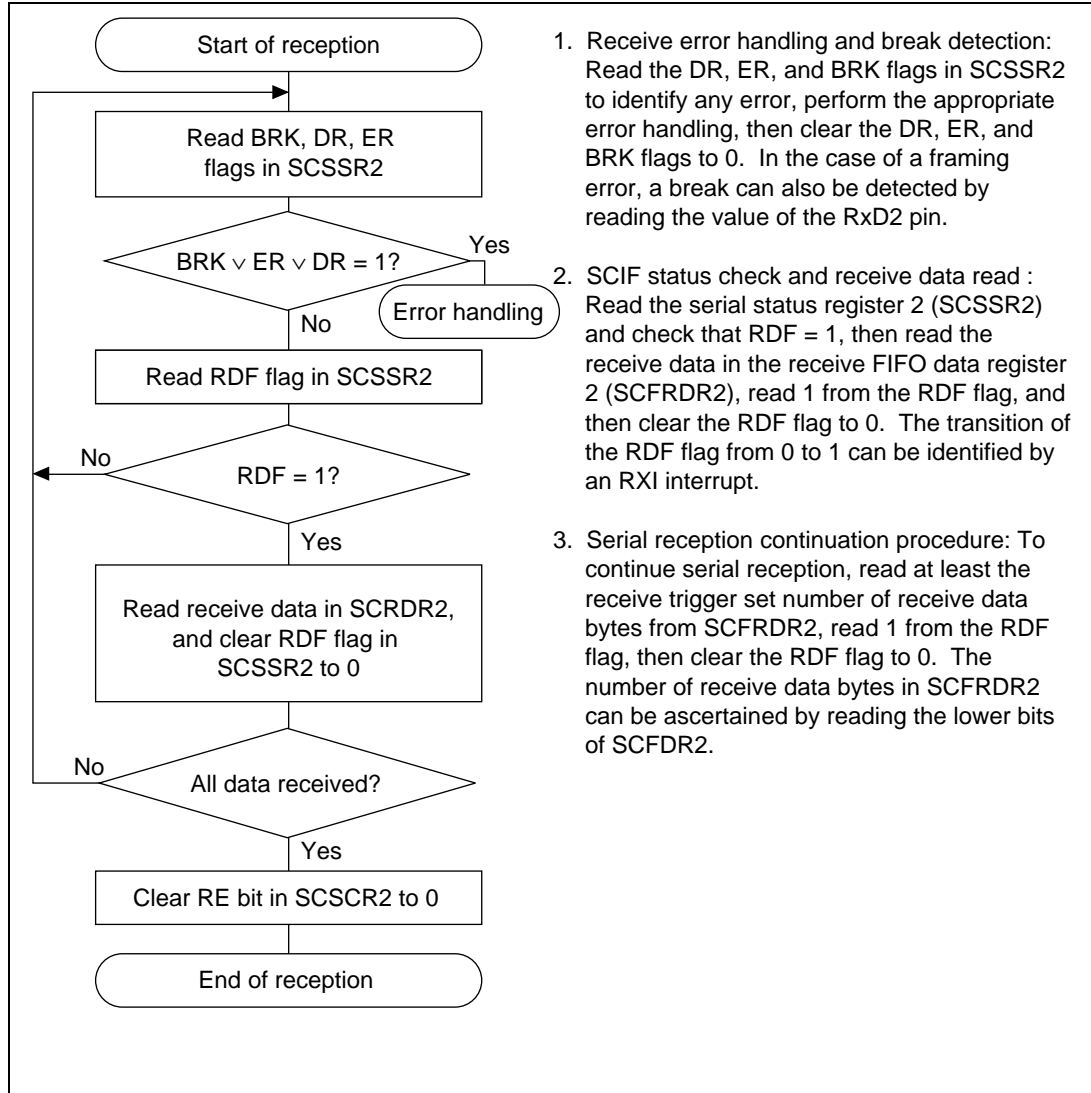 Start of reception
Read BRK, DR, ER
flags in SCSSR2
BRK ∨ ER ∨ DR = 1?
Yes
Error handling
No
Read RDF flag in SCSSR2
No
RDF = 1?
Yes
Read receive data in SCRDR2,
and clear RDF flag in
SCSSR2 to 0
No
All data received?
Yes
Clear RE bit in SCSCR2 to 0
End of reception
1. Receive error handling and break detection:
Read the DR, ER, and BRK flags in SCSSR2
to identify any error, perform the appropriate
error handling, then clear the DR, ER, and
BRK flags to 0. In the case of a framing
error, a break can also be detected by
reading the value of the RxD2 pin.
2. SCIF status check and receive data read :
Read the serial status register 2 (SCSSR2)
and check that RDF = 1, then read the
receive data in the receive FIFO data register
2 (SCFRDR2), read 1 from the RDF flag, and
then clear the RDF flag to 0. The transition of
the RDF flag from 0 to 1 can be identified by
an RXI interrupt.
3. Serial reception continuation procedure: To
continue serial reception, read at least the
receive trigger set number of receive data
bytes from SCFRDR2, read 1 from the RDF
flag, then clear the RDF flag to 0. The
number of receive data bytes in SCFRDR2
can be ascertained by reading the lower bits
of SCFDR2.